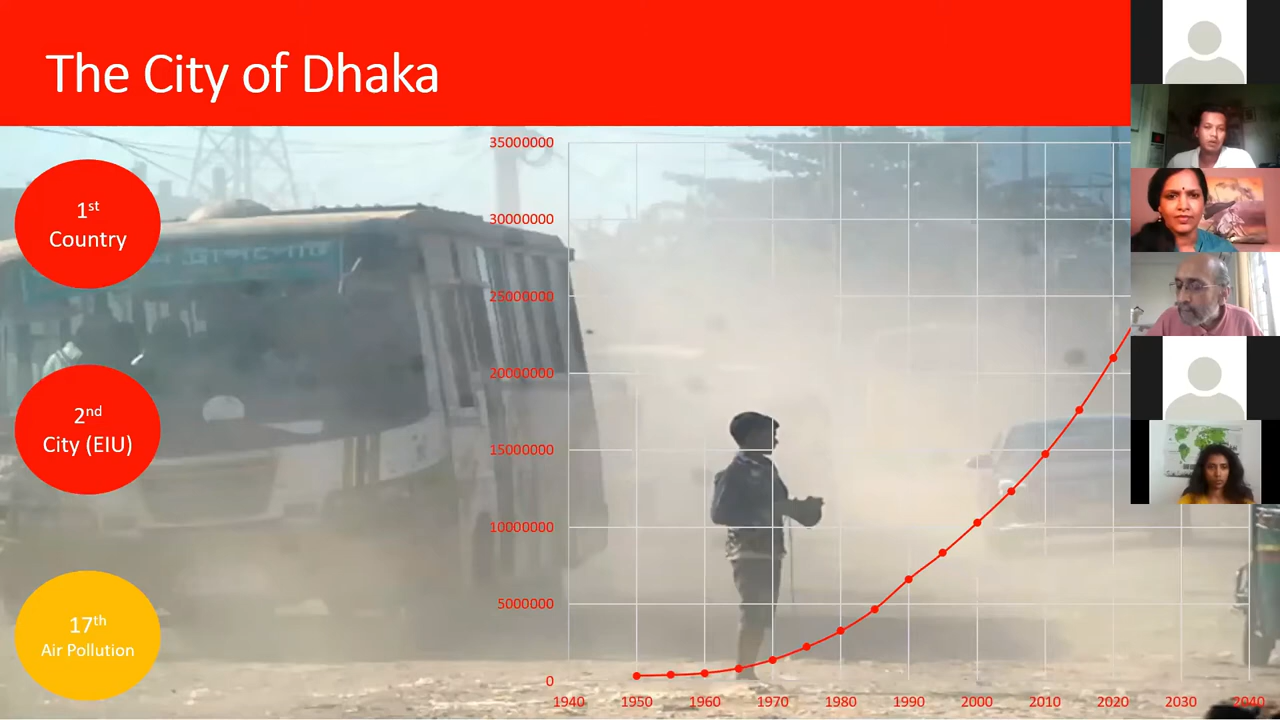 The City of Dhaka
1st
Country
2nd
City (EIU)
17th
Air Pollution
35000000
30000000
25000000
20000000
15000000
10000000
5000000
0
1940 1950 1960 1970 1980 1990 2000 2010 2020 2030 2040